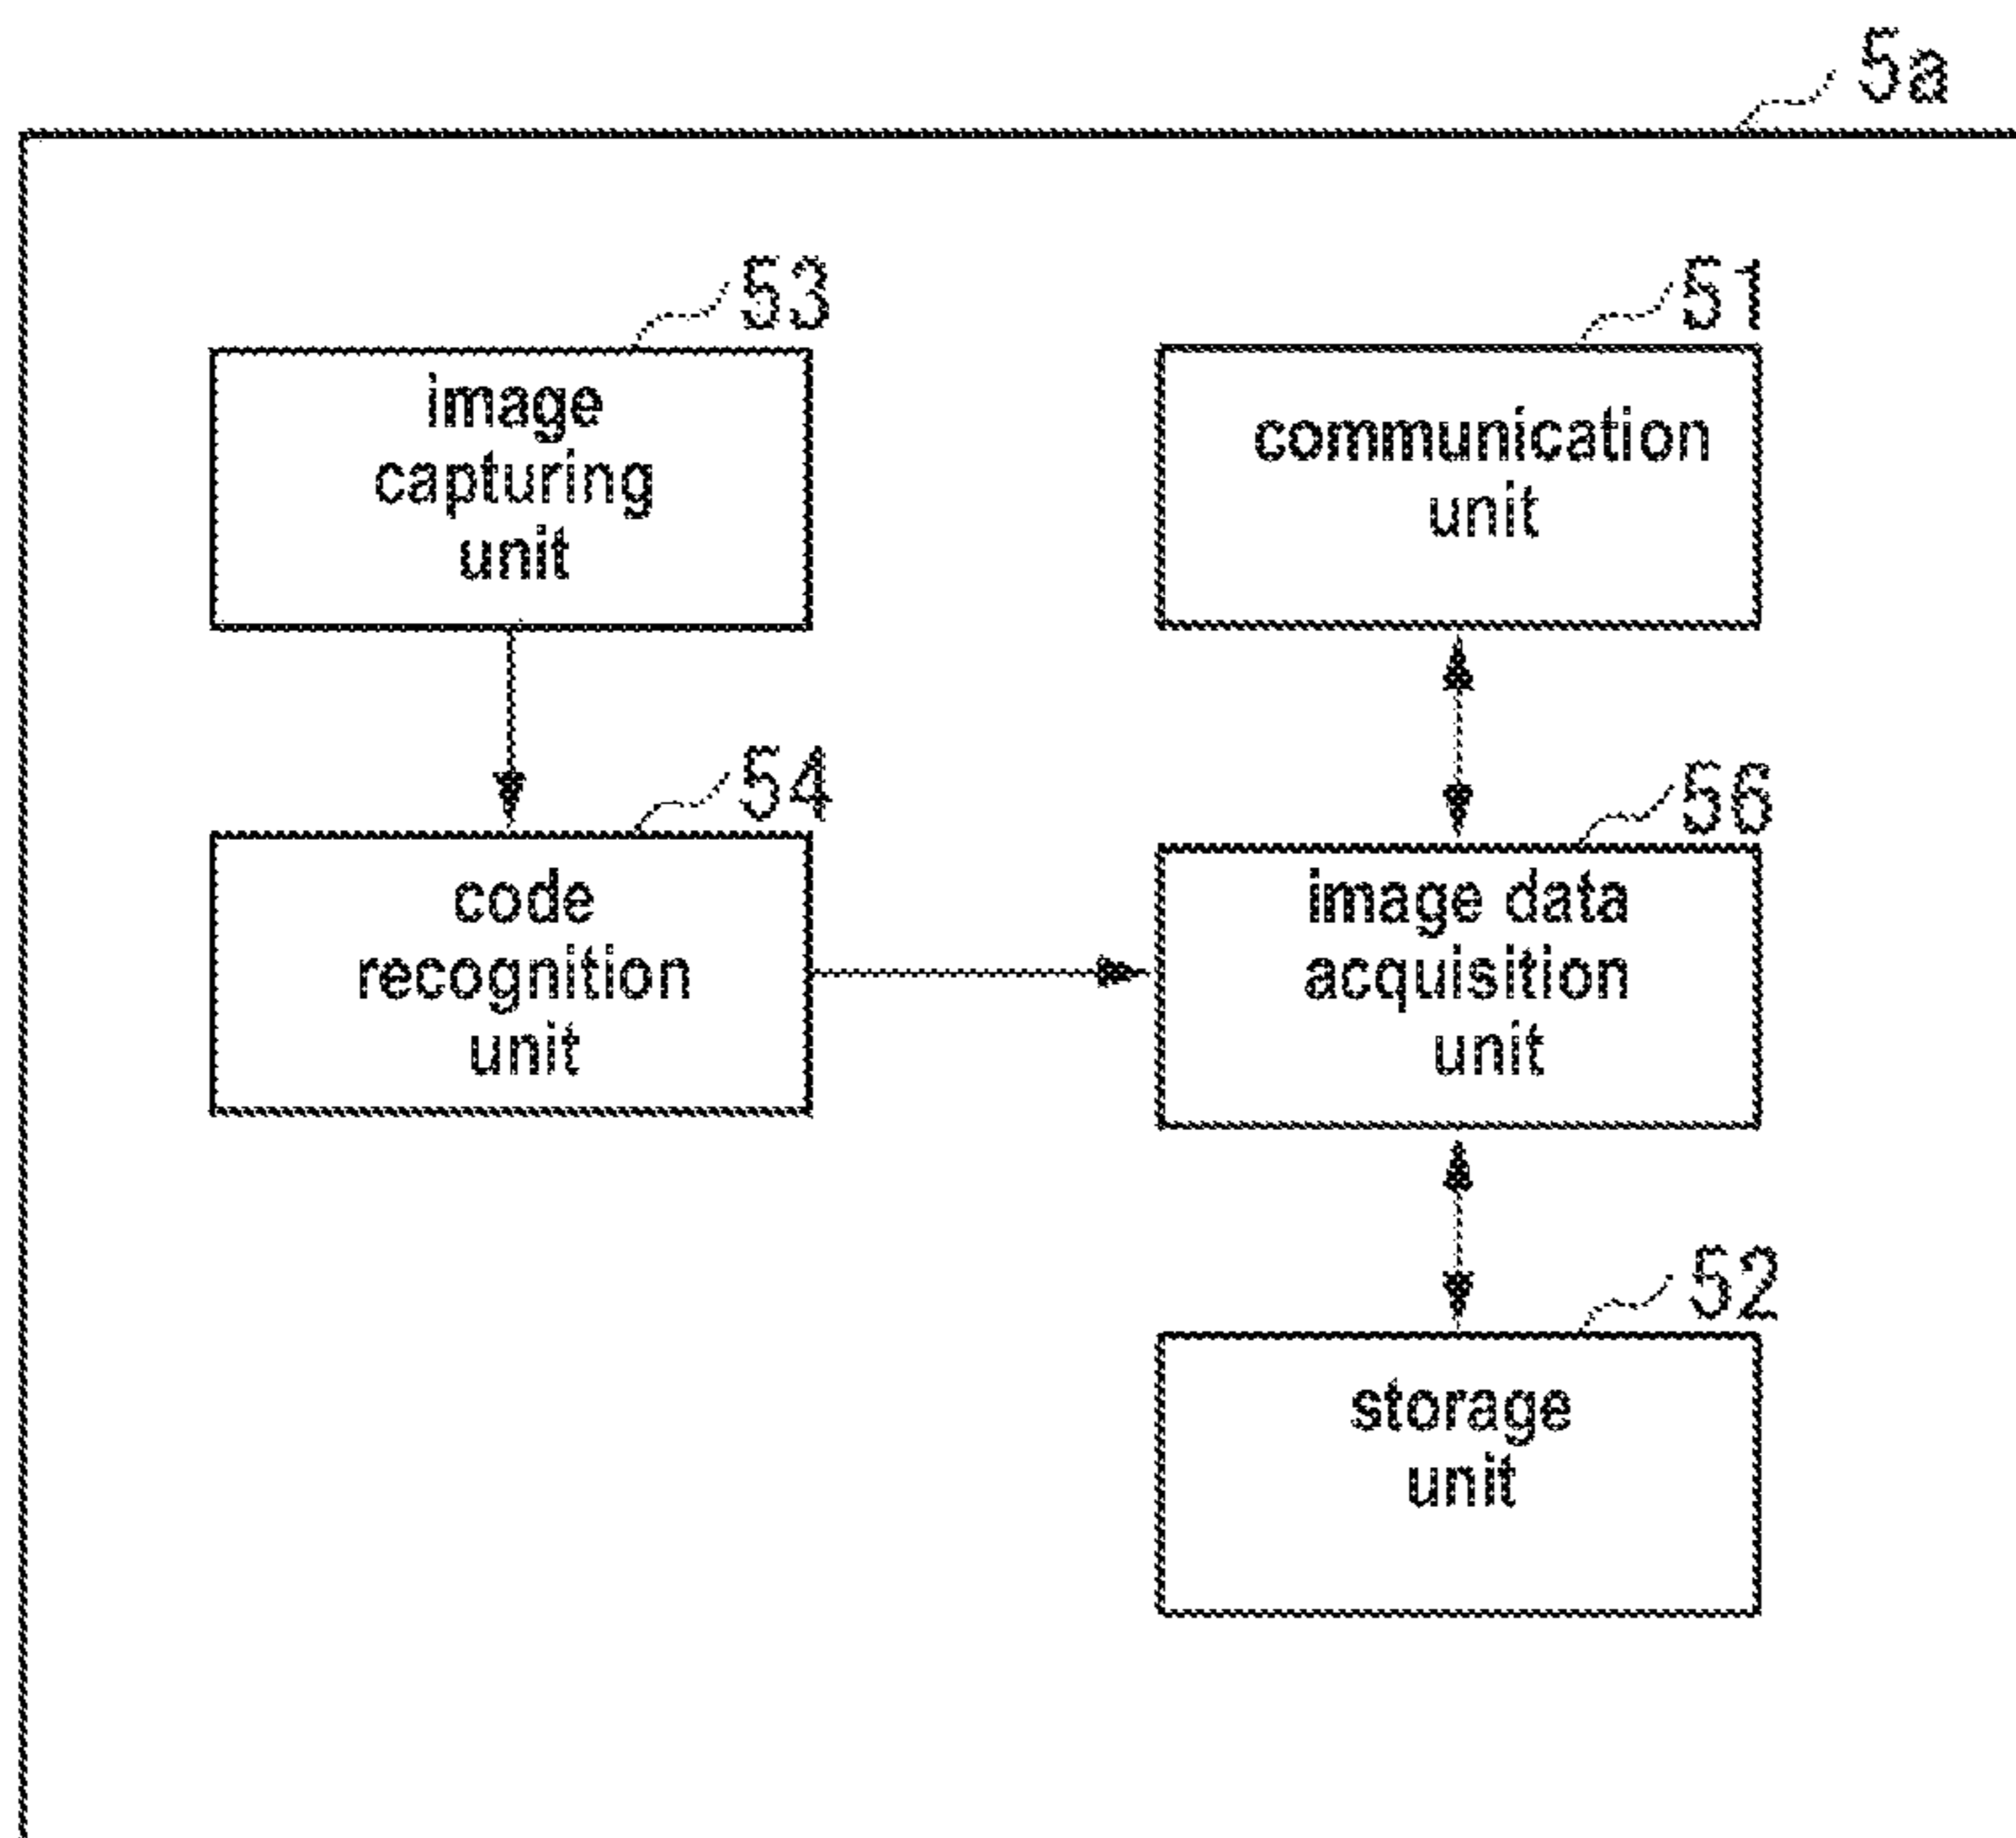 5a
53
image
capturing
unit
51
communication
unit
54
code
recognition
unit
56
image data
acquisition
unit
52
storage
unit